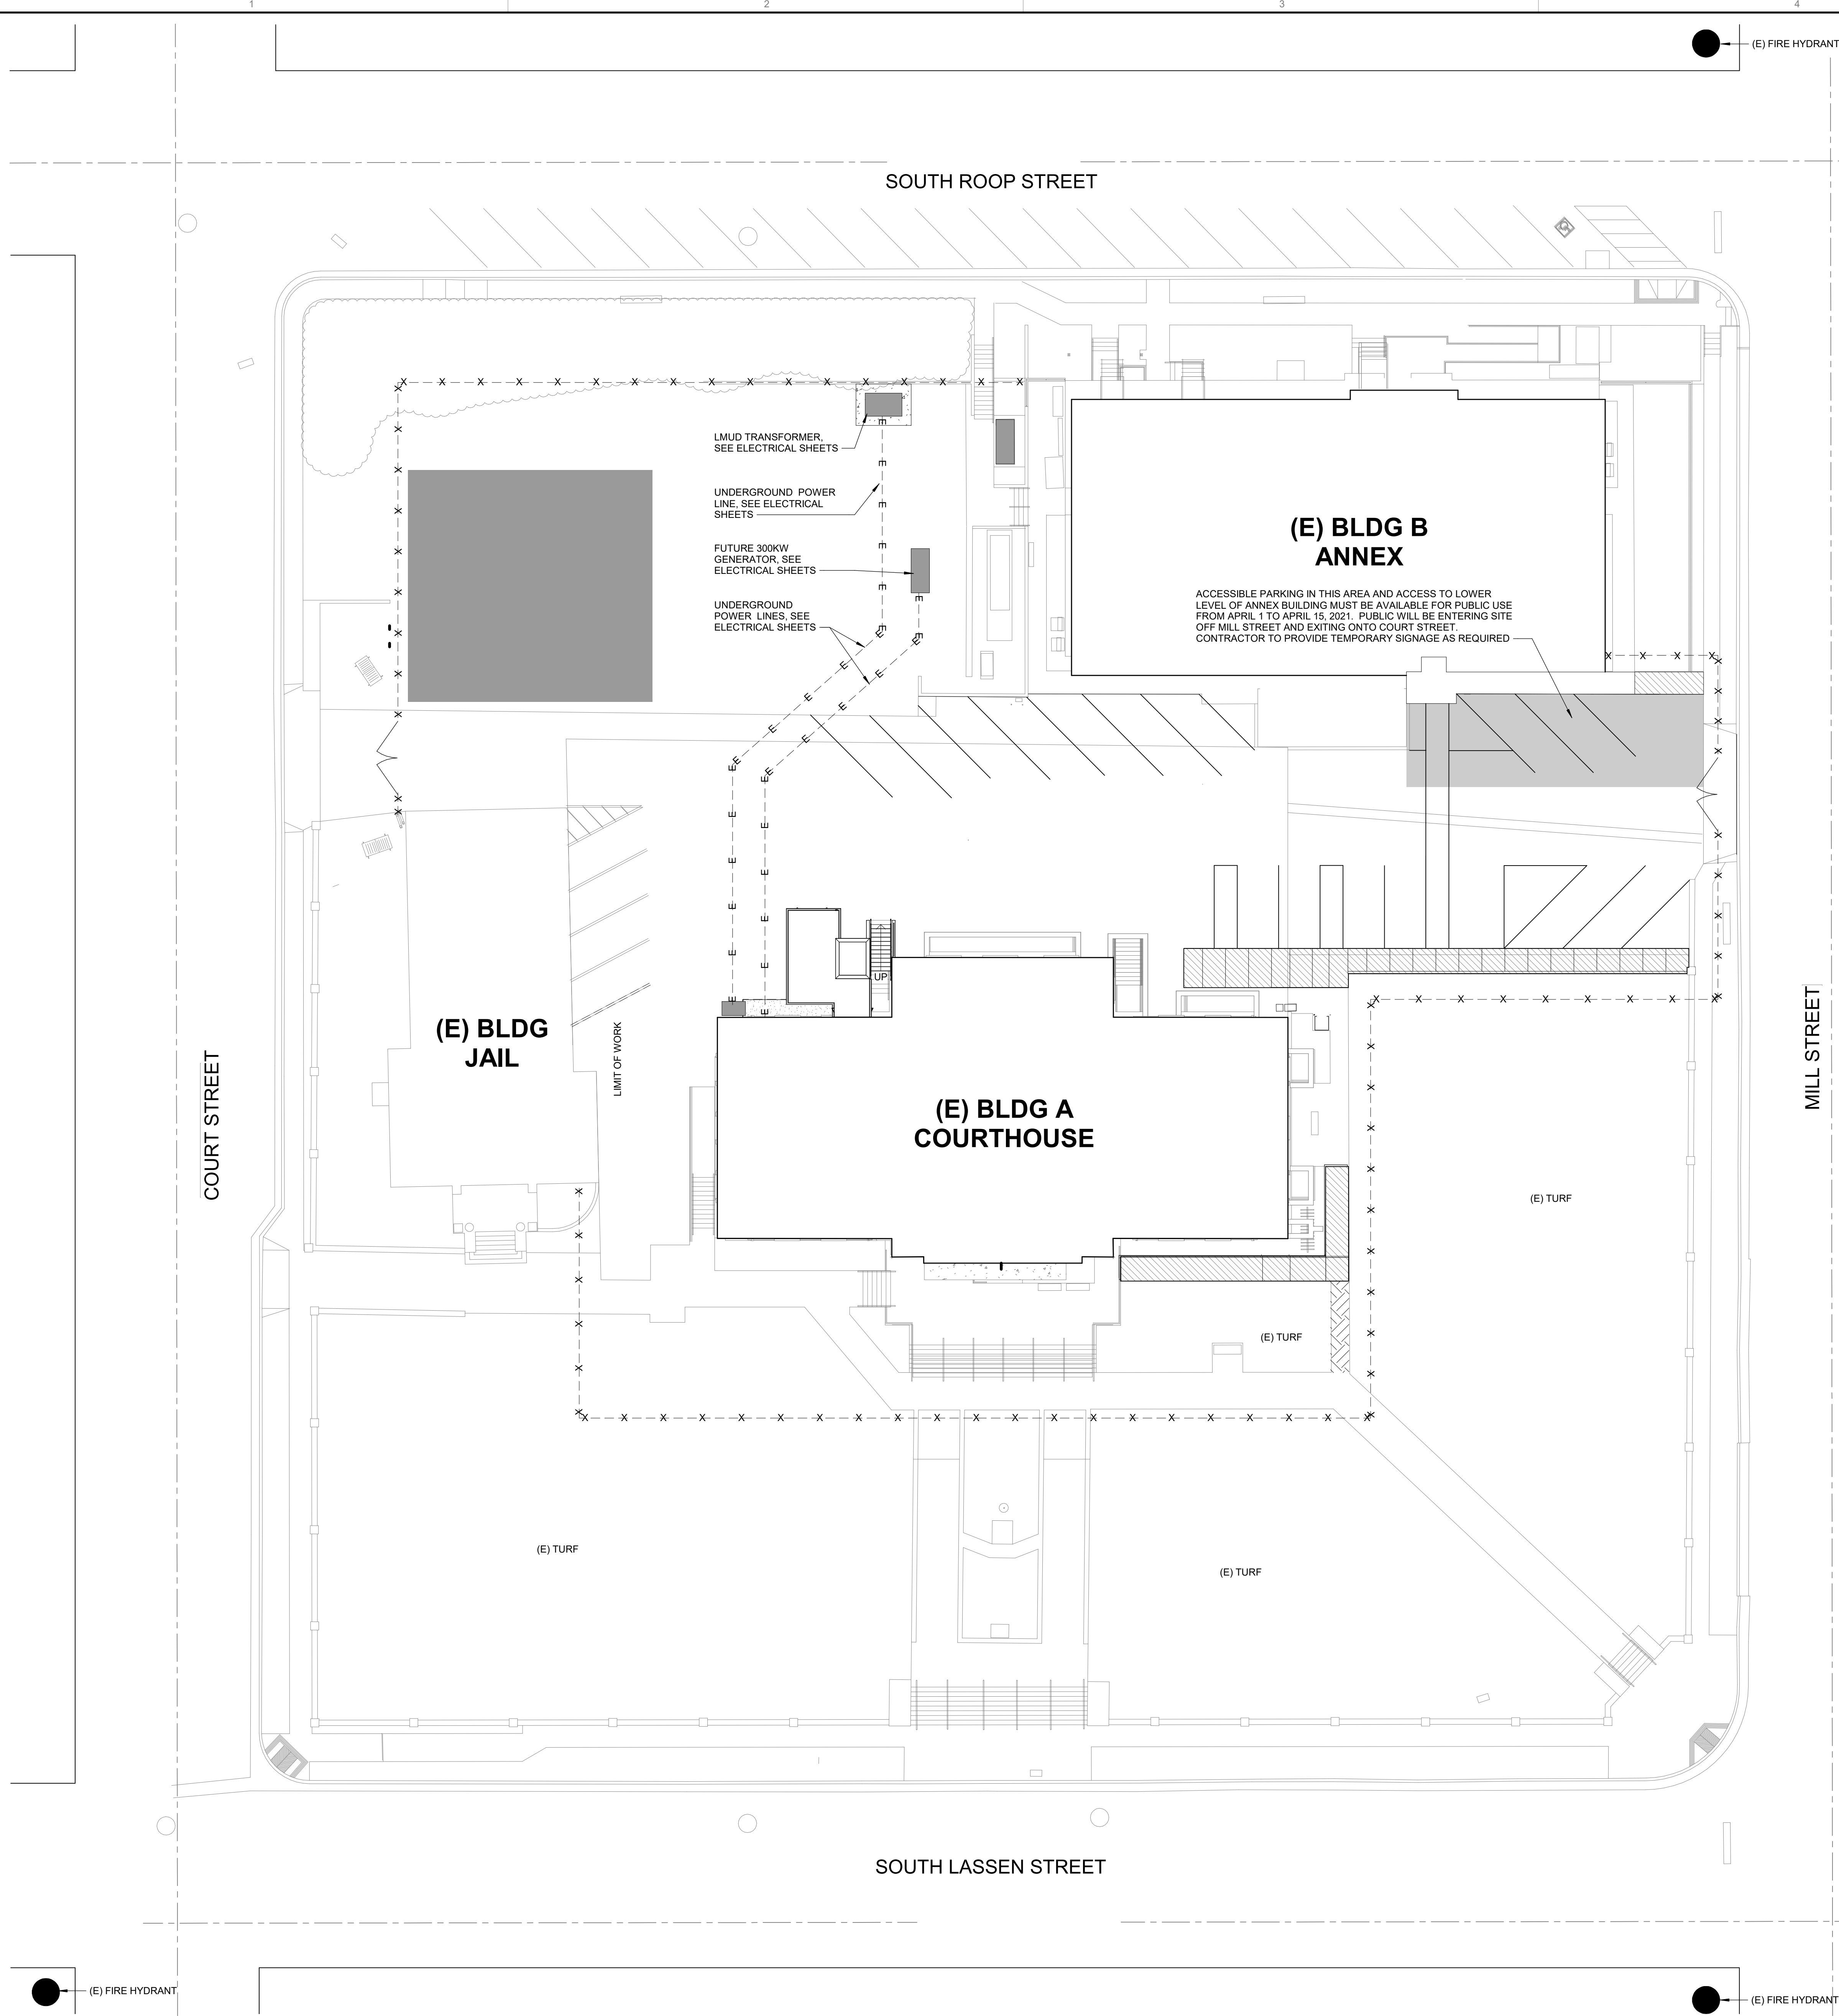 1
2
3
4
(E) FIRE HYDRANT
SOUTH ROOP STREET
LMUD TRANSFORMER,
SEE ELECTRICAL SHEETS
UNDERGROUND POWER
LINE, SEE ELECTRICAL
SHEETS
FUTURE 300KW
GENERATOR, SEE
ELECTRICAL SHEETS
UNDERGROUND
POWER LINES, SEE
ELECTRICAL SHEETS
(E) BLDG B
ANNEX
ACCESSIBLE PARKING IN THIS AREA AND ACCESS TO LOWER
LEVEL OF ANNEX BUILDING MUST BE AVAILABLE FOR PUBLIC USE
FROM APRIL 1 TO APRIL 15, 2021. PUBLIC WILL BE ENTERING SITE
OFF MILL STREET AND EXITING ONTO COURT STREET.
CONTRACTOR TO PROVIDE TEMPORARY SIGNAGE AS REQUIRED
UP
(E) BLDG
JAIL
LIMIT OF WORK
COURT STREET
MILL STREET
(E) BLDG A
COURTHOUSE
(E) TURF
(E) TURF
(E) TURF
(E) TURF
SOUTH LASSEN STREET
(E) FIRE HYDRANT
(E) FIRE HYDRANT